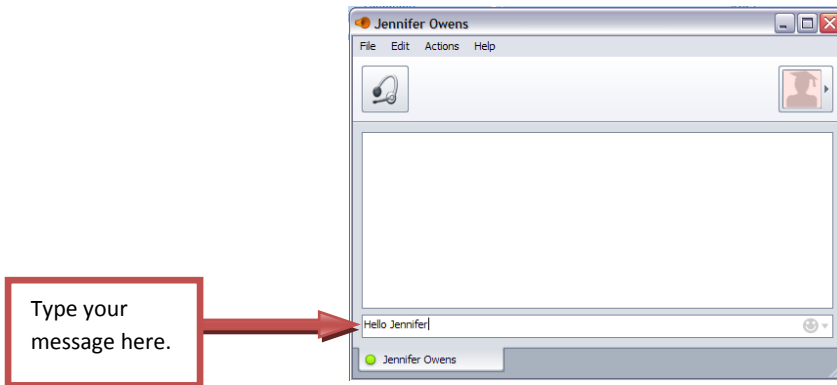 Jennifer Owens
File Edit Actions Help
Type your
message here.
Hello Jennifer
Jennifer Owens